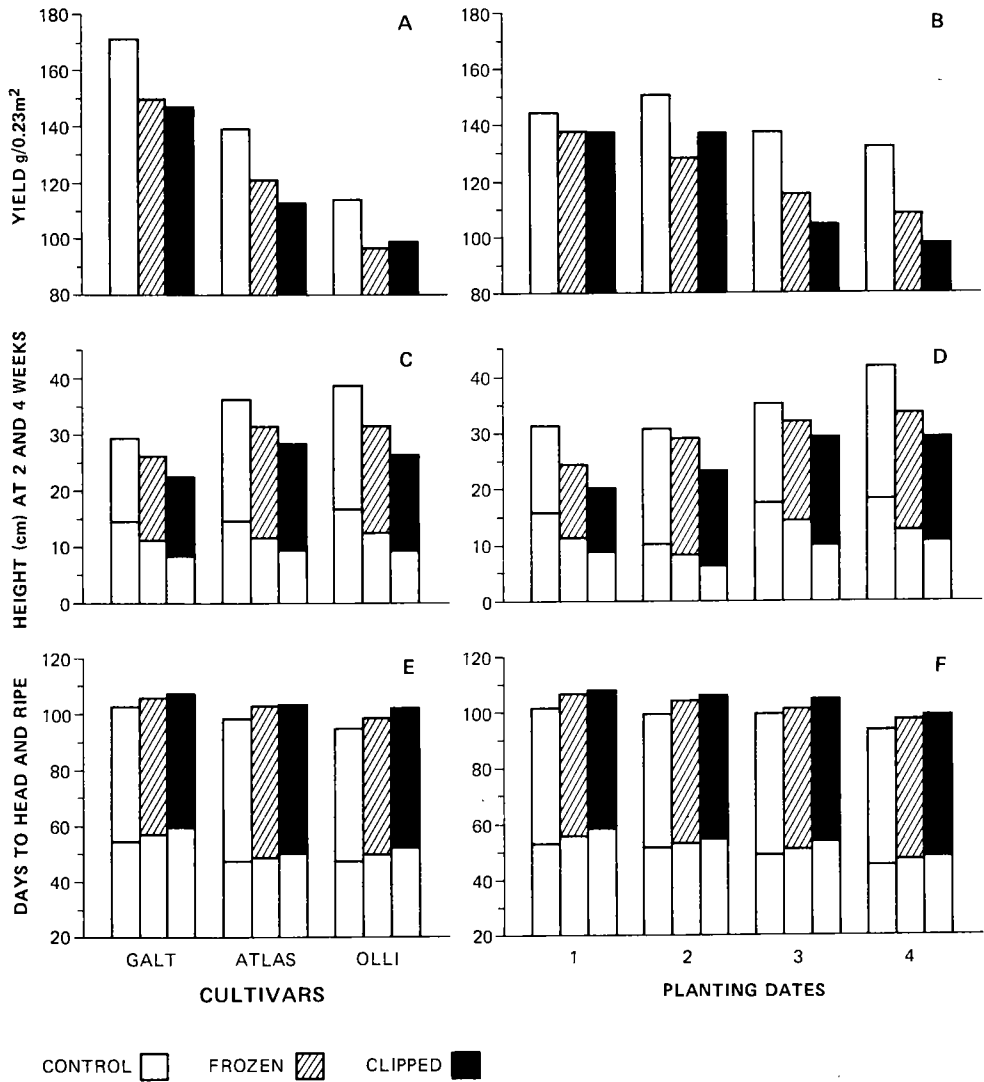 A
B
YIELD g/0.23m²
180
160
140
120
100
80
180
160
140
120
100
80
C
D
HEIGHT (cm) AT 2 AND 4 WEEKS
40
30
20
10
0
40
30
20
10
0
E
F
DAYS TO HEAD AND RIPE
120
100
80
60
40
20
120
100
80
60
40
20
GALT ATLAS OLLI
1 2 3 4
CULTIVARS
PLANTING DATES
CONTROL FROZEN CLIPPED